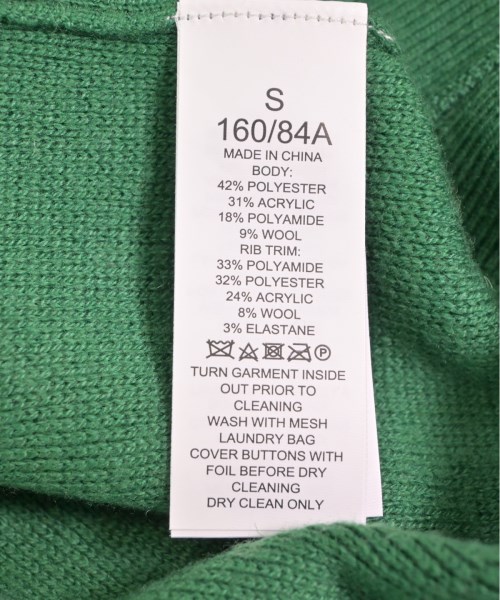 S
160/84A
MADE IN CHINA
BODY:
42% POLYESTER
31% ACRYLIC
18% POLYAMIDE
9% WOOL
RIB TRIM:
33% POLYAMIDE
32% POLYESTER
24% ACRYLIC
8% WOOL
3% ELASTANE
P
TURN GARMENT INSIDE
OUT PRIOR TO
CLEANING
WASH WITH MESH
LAUNDRY BAG
COVER BUTTONS WITH
FOIL BEFORE DRY
CLEANING
DRY CLEAN ONLY